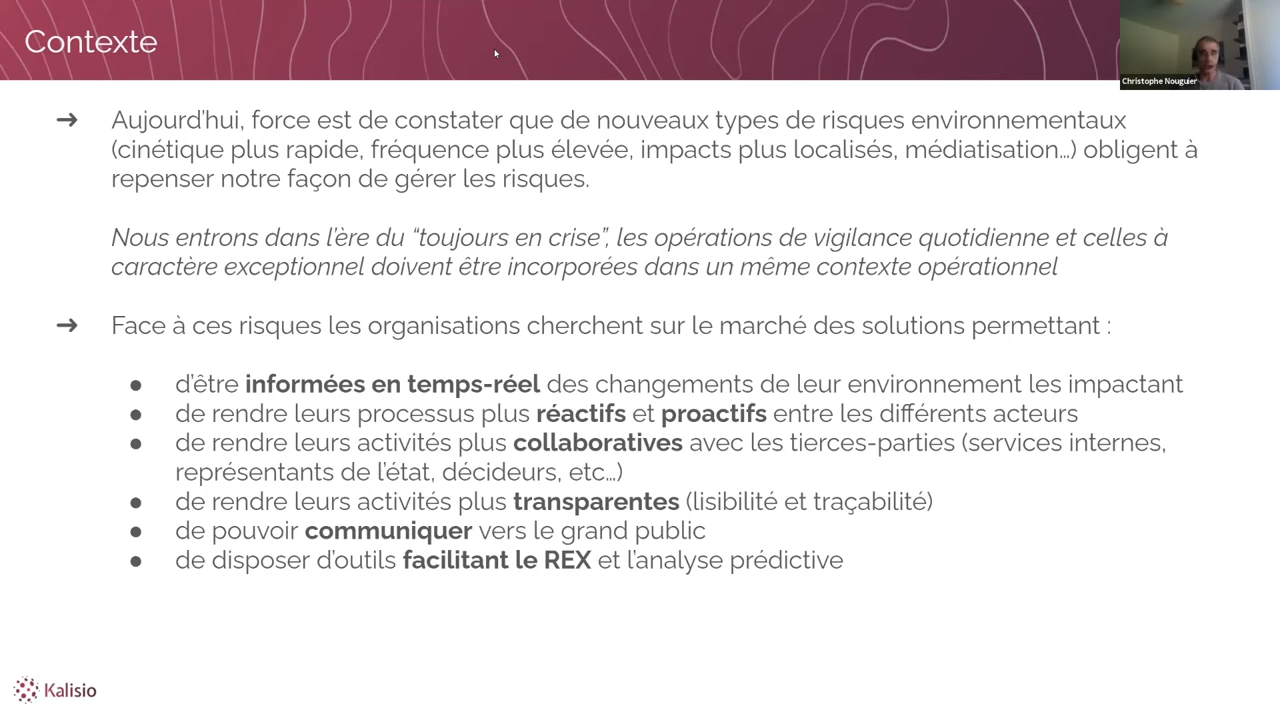 Contexte
Christophe Nouguier
➔ Aujourd'hui, force est de constater que de nouveaux types de risques environnementaux
(cinétique plus rapide, fréquence plus élevée, impacts plus localisés, médiatisation...) obligent à
repenser notre façon de gérer les risques.
Nous entrons dans l'ère du “toujours en crise”, les opérations de vigilance quotidienne et celles à
caractère exceptionnel doivent être incorporées dans un même contexte opérationnel
➔ Face à ces risques les organisations cherchent sur le marché des solutions permettant :
● d'être informées en temps-réel des changements de leur environnement les impactant
● de rendre leurs processus plus réactifs et proactifs entre les différents acteurs
● de rendre leurs activités plus collaboratives avec les tierces-parties (services internes,
représentants de l'état, décideurs, etc...)
● de rendre leurs activités plus transparentes (lisibilité et traçabilité)
● de pouvoir communiquer vers le grand public
● de disposer d'outils facilitant le REX et l'analyse prédictive
Kalisio